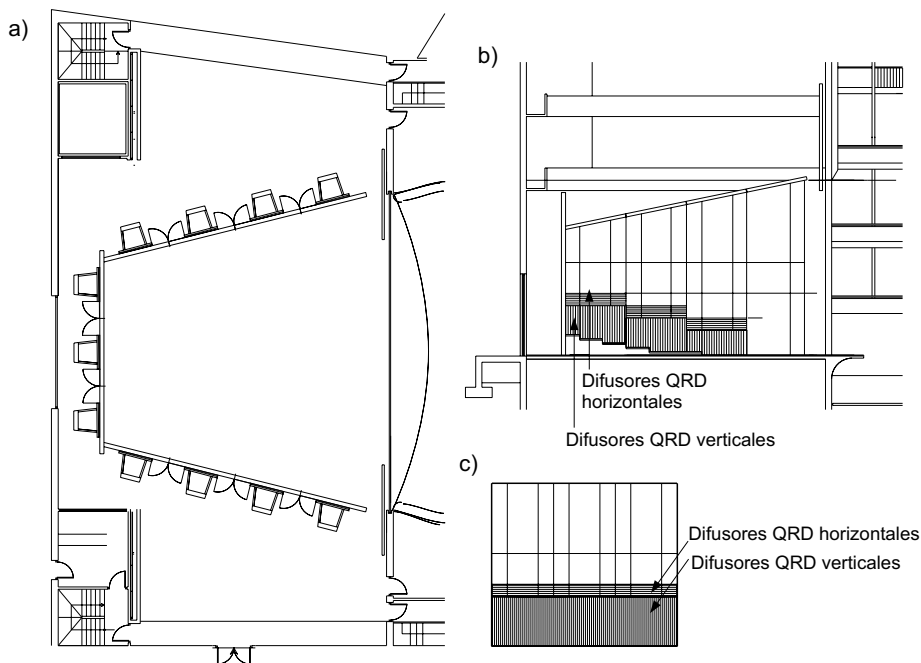 a)
b)
Difusores QRD
horizontales
Difusores QRD verticales
c)
Difusores QRD horizontales
Difusores QRD verticales